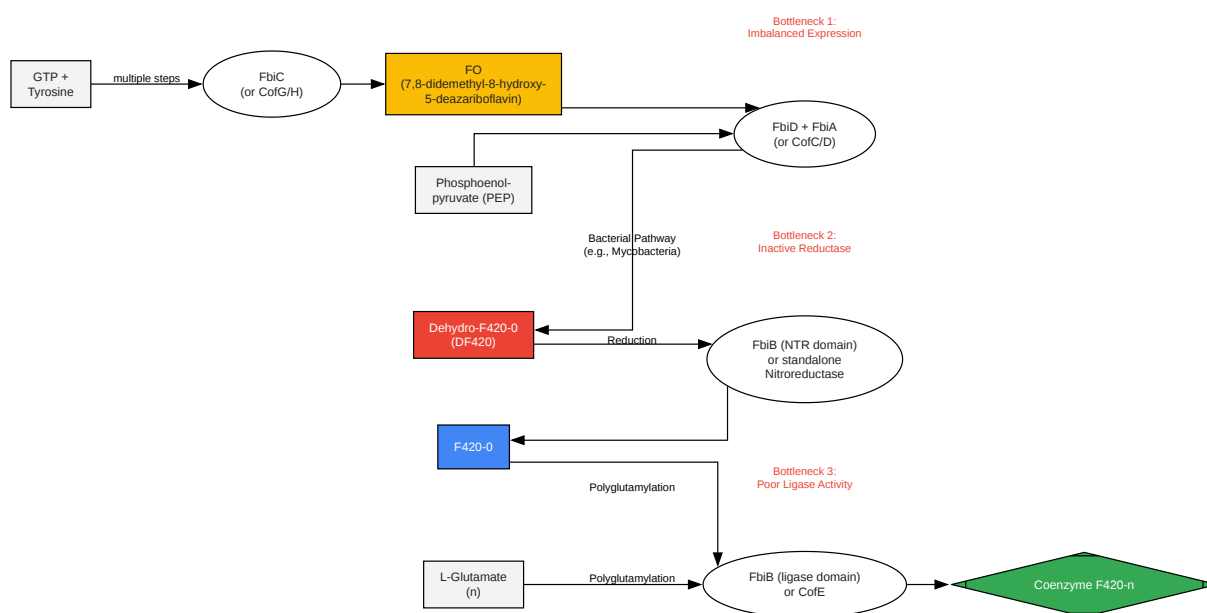 Bottleneck 1:
Imbalanced Expression
GTP +
Tyrosine
multiple steps
FbiC
(or CofG/H)
FO
(7,8-didemethyl-8-hydroxy-
5-deazariboflavin)
FbiD + FbiA
(or CofC/D)
Phosphoenol-
pyruvate (PEP)
Bacterial Pathway
(e.g., Mycobacteria)
Bottleneck 2:
Inactive Reductase
Dehydro-F420-0
(DF420)
Reduction
FbiB (NTR domain)
or standalone
Nitroreductase
F420-0
Polyglutamylation
Bottleneck 3:
Poor Ligase Activity
L-Glutamate
(n)
Polyglutamylation
FbiB (ligase domain)
or CofE
Coenzyme F420-n